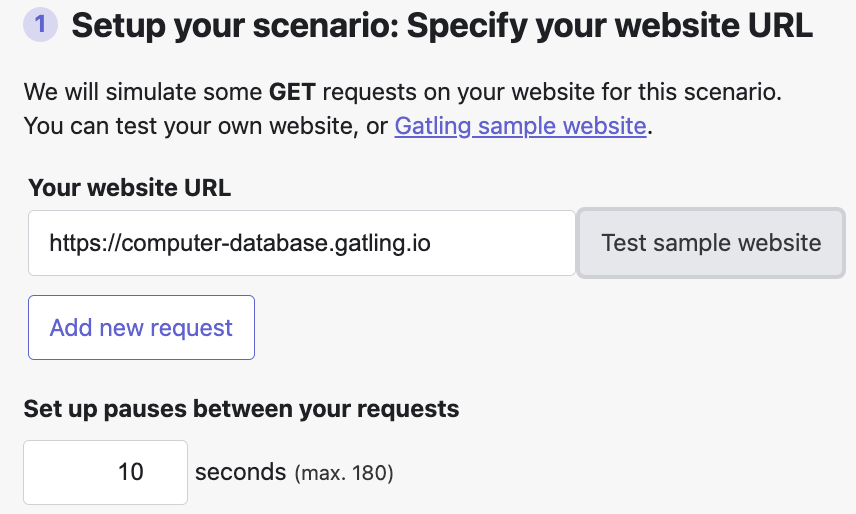 1 Setup your scenario: Specify your website URL
We will simulate some GET requests on your website for this scenario.
You can test your own website, or Gatling sample website.
Your website URL
https://computer-database.gatling.io Test sample website
Add new request
Set up pauses between your requests
10 seconds (max. 180)